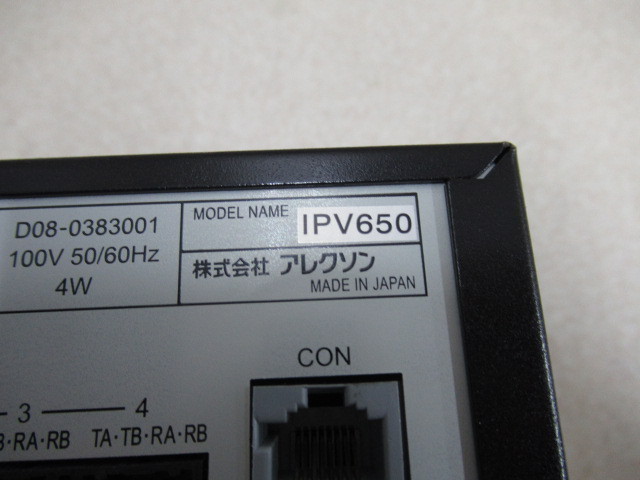 D08-0383001
100V 50/60Hz
4W
MODEL NAME IPV650
株式会社 アレクソン
MADE IN JAPAN
CON
3 4
B·RA·RB TA·TB·RA·RB